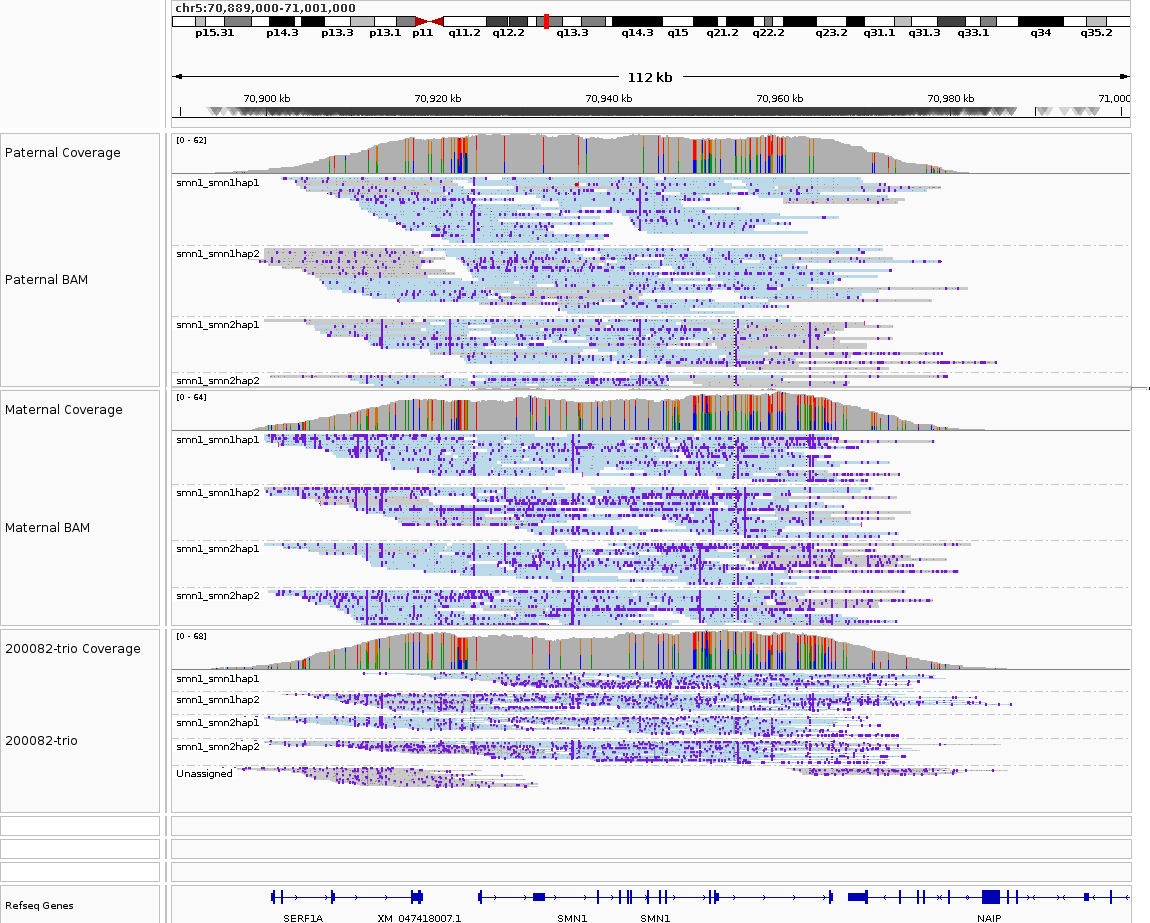 chr5:70,889,000-71,001,000
p15.31 p14.3 p13.3 p13.1 p11 q11.2 q12.2 q13.3 q14.3 q15 q21.2 q22.2 q23.2 q31.1 q31.3 q33.1 q34 q35.2
112 kb
70,900 kb 70,920 kb 70,940 kb 70,960 kb 70,980 kb 71,000
Paternal Coverage
[0 - 62]
smn1_smn1hap1
smn1_smn1hap2
Paternal BAM
smn1_smn2hap1
smn1_smn2hap2
Maternal Coverage
[0 - 64]
smn1_smn1hap1
smn1_smn1hap2
Maternal BAM
smn1_smn2hap1
smn1_smn2hap2
200082-trio Coverage
[0 - 68]
smn1_smn1hap1
smn1_smn1hap2
smn1_smn2hap1
200082-trio
smn1_smn2hap2
Unassigned
Refseq Genes
SERF1A XM_047418007.1 SMN1 SMN1 NAIP